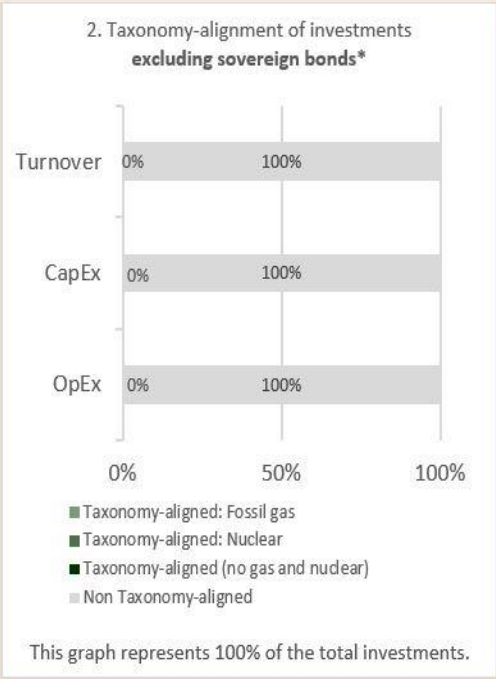 2. Taxonomy-alignment of investments
excluding sovereign bonds*
Turnover 0% 100%
CapEx 0% 100%
OpEx 0% 100%
0% 50% 100%
Taxonomy-aligned: Fossil gas
Taxonomy-aligned: Nuclear
Taxonomy-aligned (no gas and nuclear)
Non Taxonomy-aligned
This graph represents 100% of the total investments.